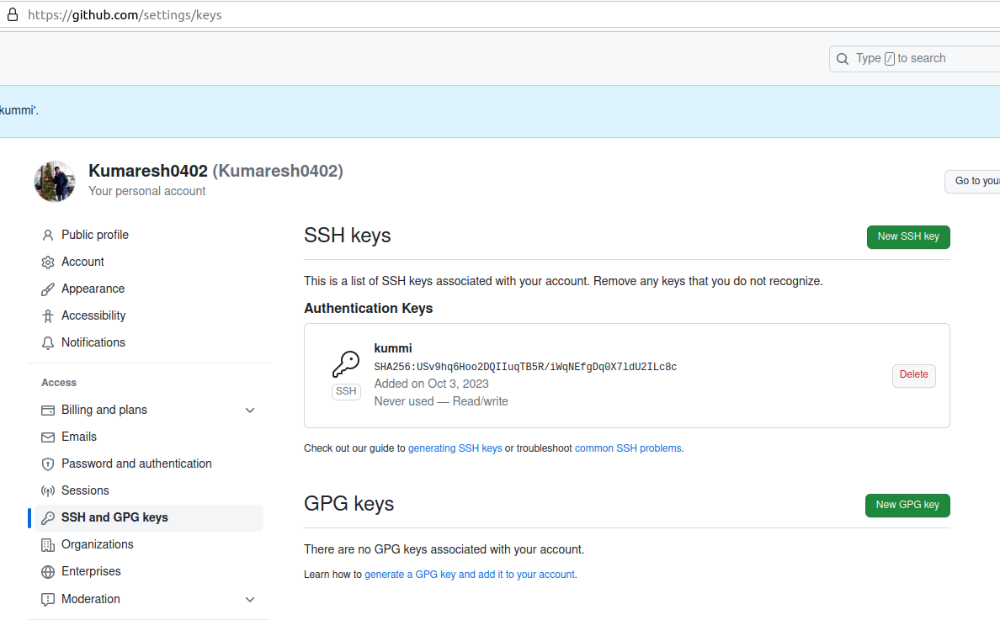 https://github.com/settings/keys
Type / to search
kummi'.
Kumaresh0402 (Kumaresh0402)
Your personal account
Go to your
Public profile
Account
Appearance
Accessibility
Notifications
Access
Billing and plans
Emails
Password and authentication
Sessions
SSH and GPG keys
Organizations
Enterprises
Moderation
SSH keys
New SSH key
This is a list of SSH keys associated with your account. Remove any keys that you do not recognize.
Authentication Keys
kummi
SHA256:USv9hq6Hoo2DQIIuqTB5R/iWqNEfgDq0X7ldU2ILc8c
Added on Oct 3, 2023
Never used — Read/write
SSH
Delete
Check out our guide to generating SSH keys or troubleshoot common SSH problems.
GPG keys
New GPG key
There are no GPG keys associated with your account.
Learn how to generate a GPG key and add it to your account.